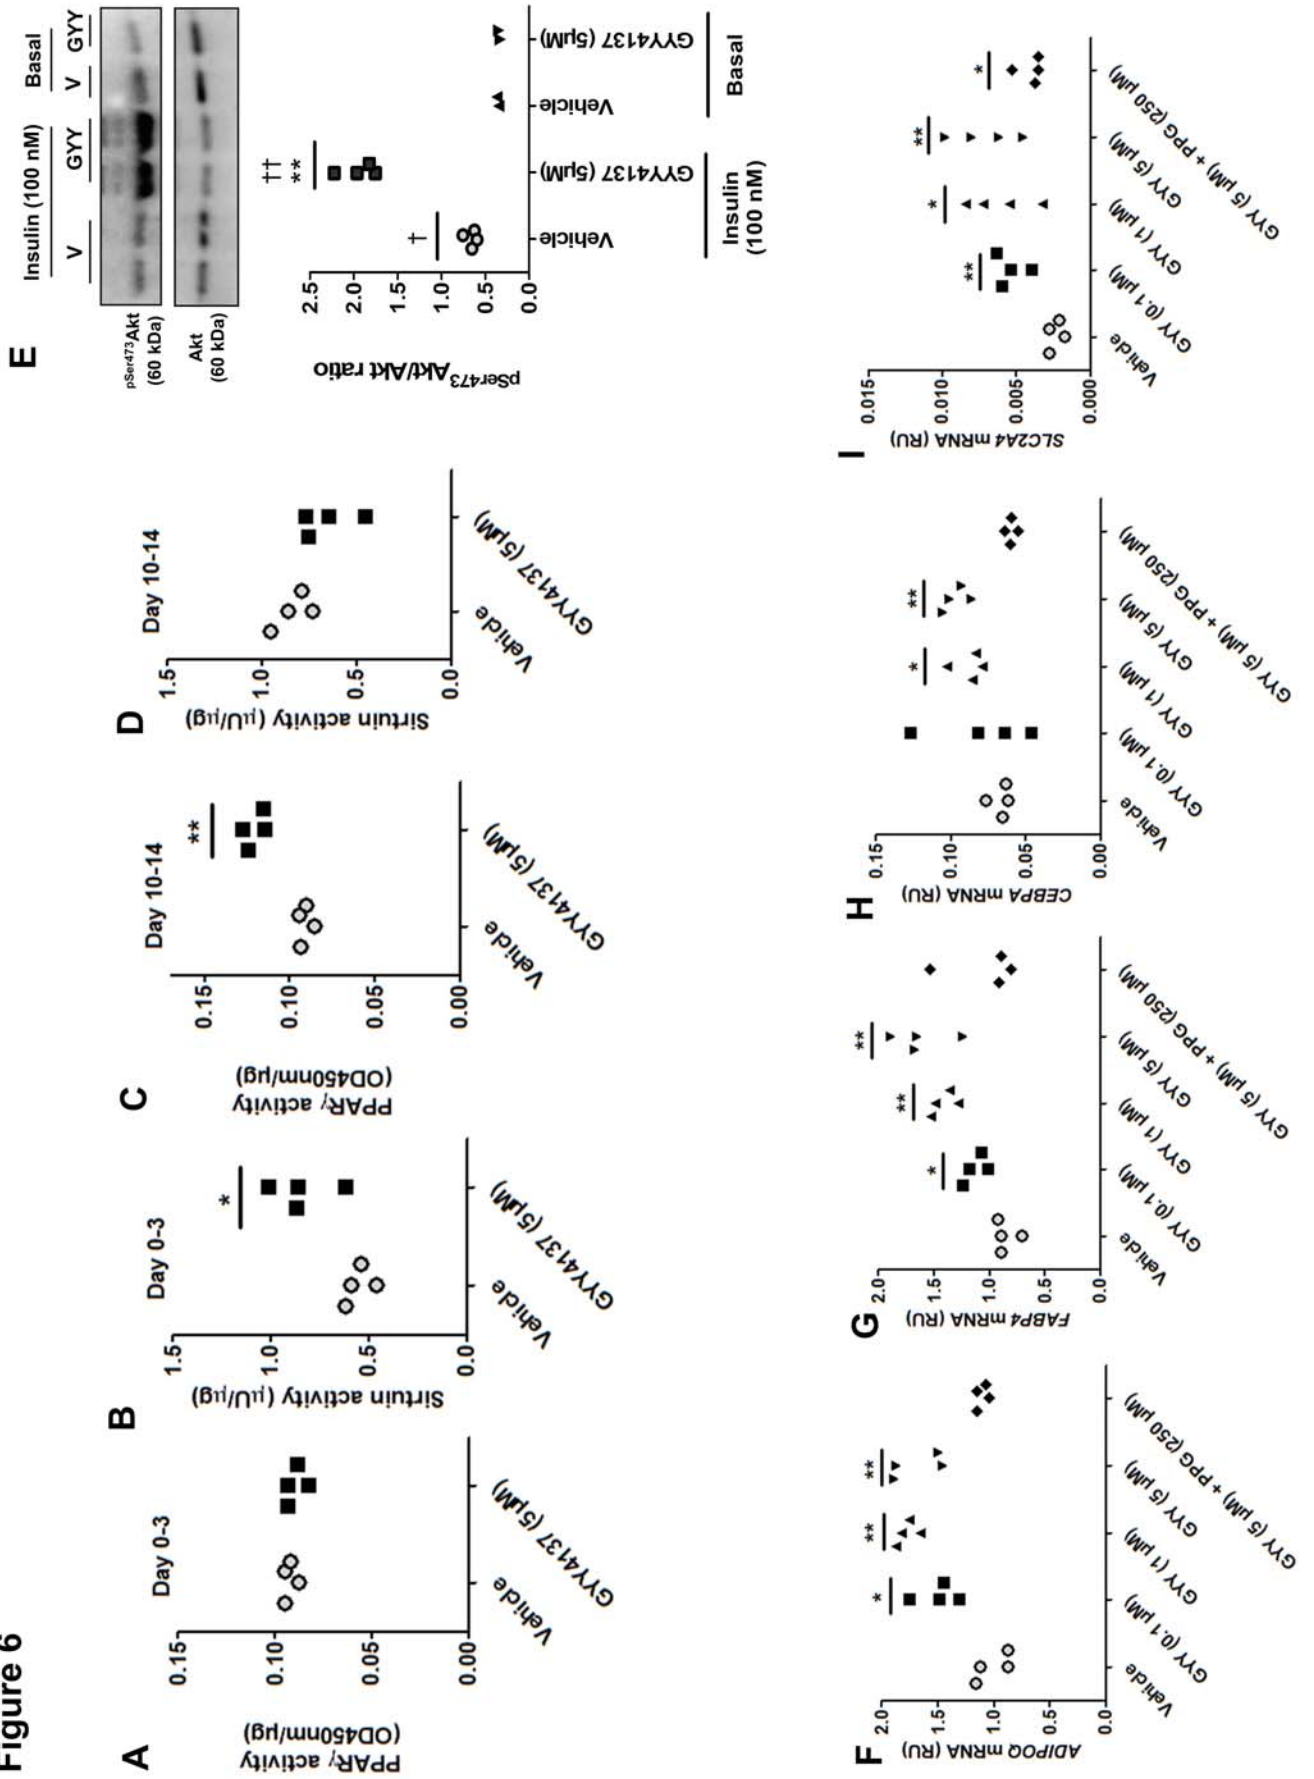 Figure 6
A
Day 0-3
PPARγ activity
(OD450nm/µg)
0.15
0.10
0.05
0.00
Vehicle
GYY4137 (5µM)
B
Day 0-3
Sirtuin activity (µU/µg)
1.5
1.0
0.5
0.0
*
Vehicle
GYY4137 (5µM)
C
Day 10-14
PPARγ activity
(OD450nm/µg)
0.15
0.10
0.05
0.00
**
Vehicle
GYY4137 (5µM)
D
Day 10-14
Sirtuin activity (µU/µg)
1.5
1.0
0.5
0.0
Vehicle
GYY4137 (5µM)
E
Insulin (100 nM)
Basal
V
GYY
V
GYY
pSer473Akt
(60 kDa)
Akt
(60 kDa)
pSer473Akt/Akt ratio
2.5
2.0
1.5
1.0
0.5
0.0
†
††
**
Vehicle
GYY4137 (5µM)
Vehicle
GYY4137 (5µM)
Insulin
(100 nM)
Basal
F
ADIPOQ mRNA (RU)
2.0
1.5
1.0
0.5
0.0
*
**
**
Vehicle
GYY (0.1 µM)
GYY (1 µM)
GYY (5 µM)
GYY (5 µM) + PPG (250 µM)
G
FABP4 mRNA (RU)
2.0
1.5
1.0
0.5
0.0
*
**
**
Vehicle
GYY (0.1 µM)
GYY (1 µM)
GYY (5 µM)
GYY (5 µM) + PPG (250 µM)
H
CEBPA mRNA (RU)
0.15
0.10
0.05
0.00
*
**
Vehicle
GYY (0.1 µM)
GYY (1 µM)
GYY (5 µM)
GYY (5 µM) + PPG (250 µM)
I
SLC2A4 mRNA (RU)
0.015
0.010
0.005
0.000
**
*
**
*
Vehicle
GYY (0.1 µM)
GYY (1 µM)
GYY (5 µM)
GYY (5 µM) + PPG (250 µM)